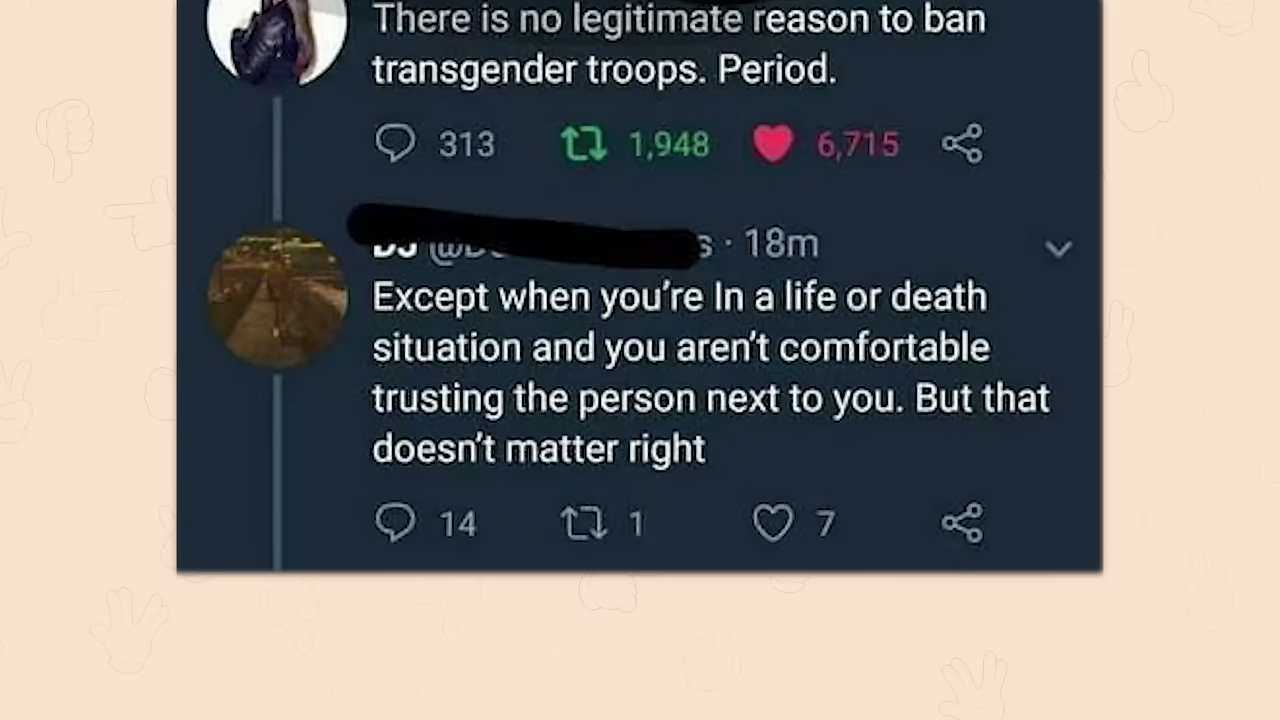 There is no legitimate reason to ban
transgender troops. Period.
313 1,948 6,715
s · 18m
Except when you're In a life or death
situation and you aren't comfortable
trusting the person next to you. But that
doesn't matter right
14 1 7